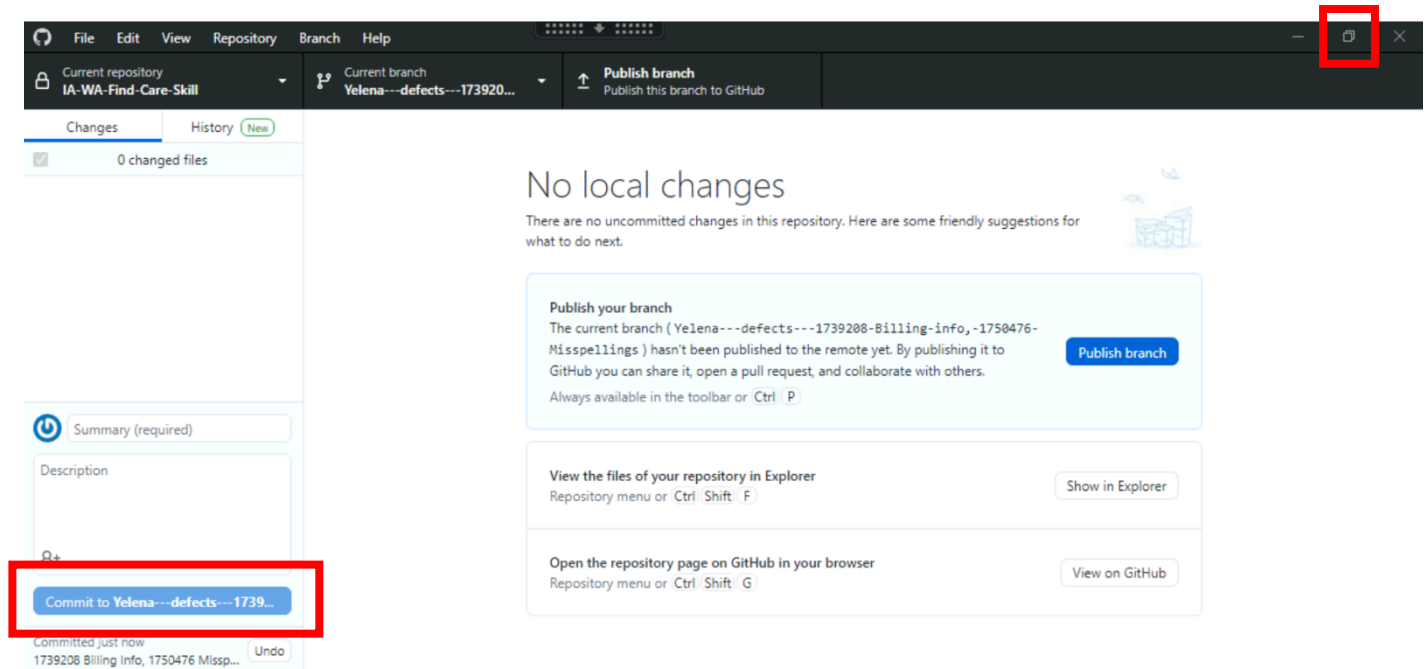 File Edit View Repository Branch Help
Current repository
IA-WA-Find-Care-Skill
Current branch
Yelena---defects---173920...
Publish branch
Publish this branch to GitHub
Changes
History New
0 changed files
No local changes
There are no uncommitted changes in this repository. Here are some friendly suggestions for
what to do next.
Publish your branch
The current branch ( Yelena---defects---1739208-Billing-info,-1750476-
Misspellings ) hasn't been published to the remote yet. By publishing it to
GitHub you can share it, open a pull request, and collaborate with others.
Always available in the toolbar or Ctrl P
Publish branch
View the files of your repository in Explorer
Repository menu or Ctrl Shift F
Show in Explorer
Open the repository page on GitHub in your browser
Repository menu or Ctrl Shift G
View on GitHub
Summary (required)
Description
Commit to Yelena---defects---1739...
Committed just now
1739208 Billing Info, 1750476 Missp...
Undo